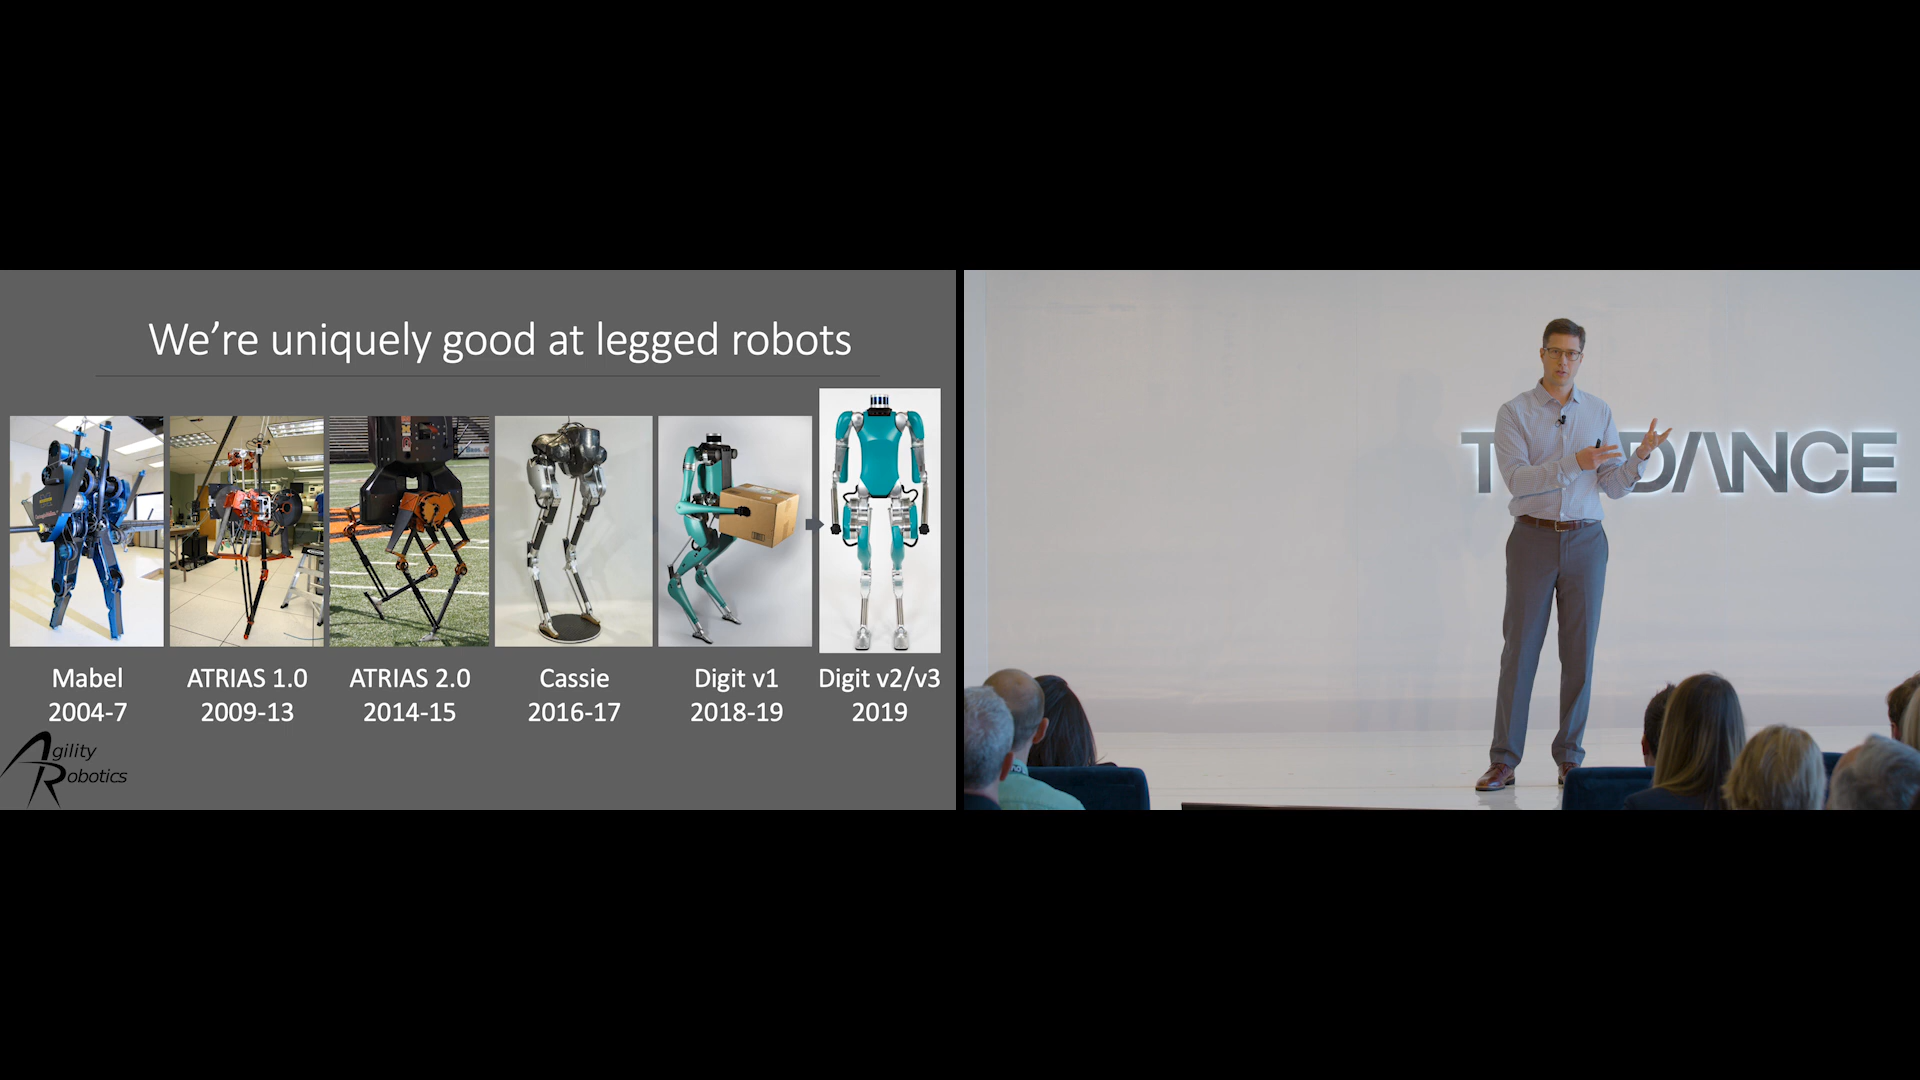 We're uniquely good at legged robots
Mabel
2004-7
ATRIAS 1.0
2009-13
ATRIAS 2.0
2014-15
Cassie
2016-17
Digit v1
2018-19
Digit v2/v3
2019
Agility
Robotics